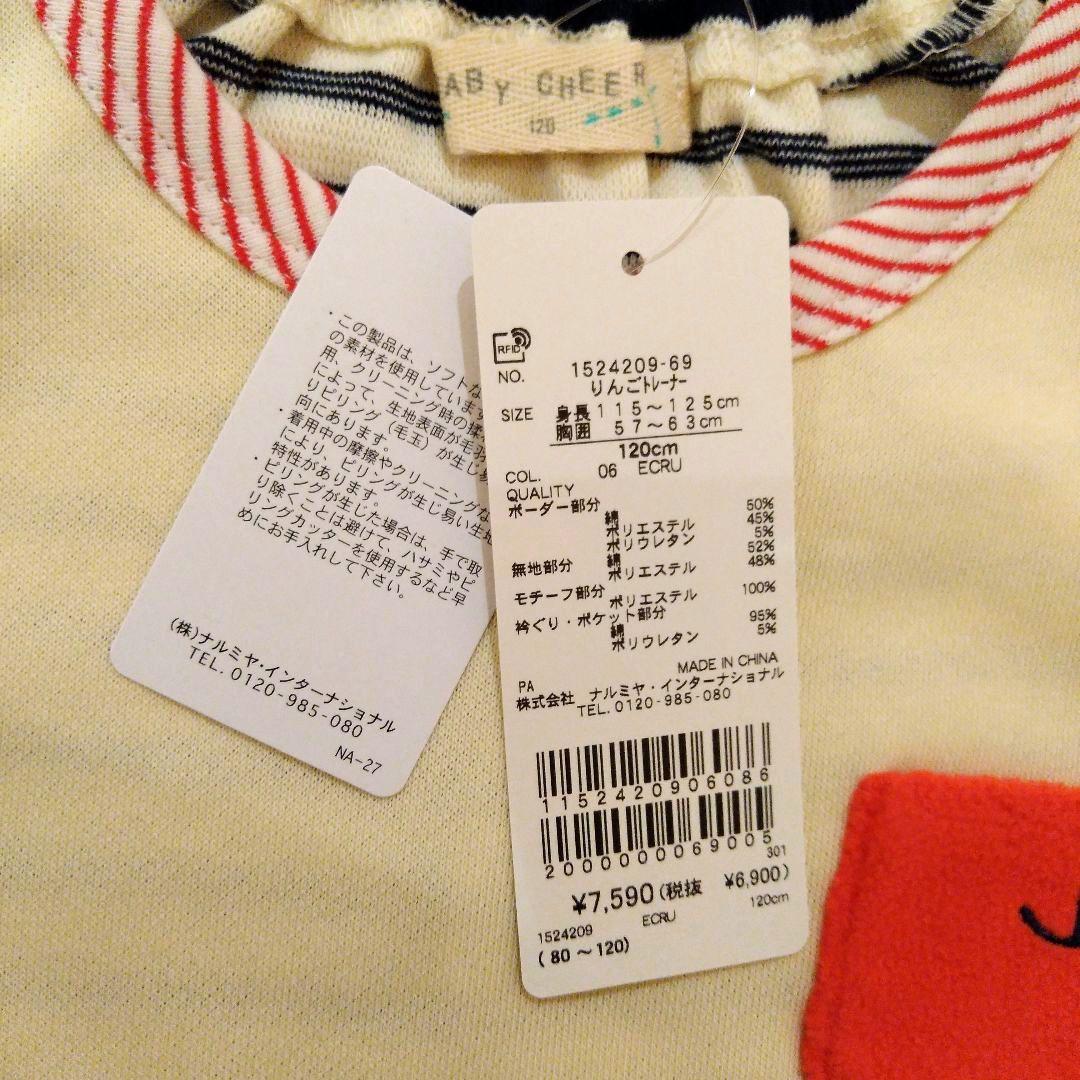 ABY CHEER
120
・この製品は、ソフトな
の素材を使用しています
用、クリーニング時の揉
によって、生地表面が毛羽
りピリング（毛玉）が生じ
向にあります。
・着用中の摩擦やクリーニングな
により、ピリングが生じ易い生地
特性があります。
・ピリングが生じた場合は、手で取
り除くことは避けて、ハサミやピ
リングカッターを使用するなど早
めにお手入れして下さい。
(株)ナルミヤ・インターナショナル
TEL. 0120-985-080
NA-27
RFID
NO. 1524209-69
りんごトレーナー
SIZE 身長 115～125cm
胸囲 57～63cm
120cm
COL. 06 ECRU
QUALITY
ボーダー部分
綿 50%
ポリエステル 45%
ポリウレタン 5%
無地部分 綿 52%
ポリエステル 48%
モチーフ部分
ポリエステル 100%
衿ぐり・ポケット部分
綿 95%
ポリウレタン 5%
MADE IN CHINA
PA
株式会社 ナルミヤ・インターナショナル
TEL. 0120-985-080
1152420906086
2000000069005
301
¥7,590(税抜 ¥6,900)
ECRU 120cm
1524209
(80～120)